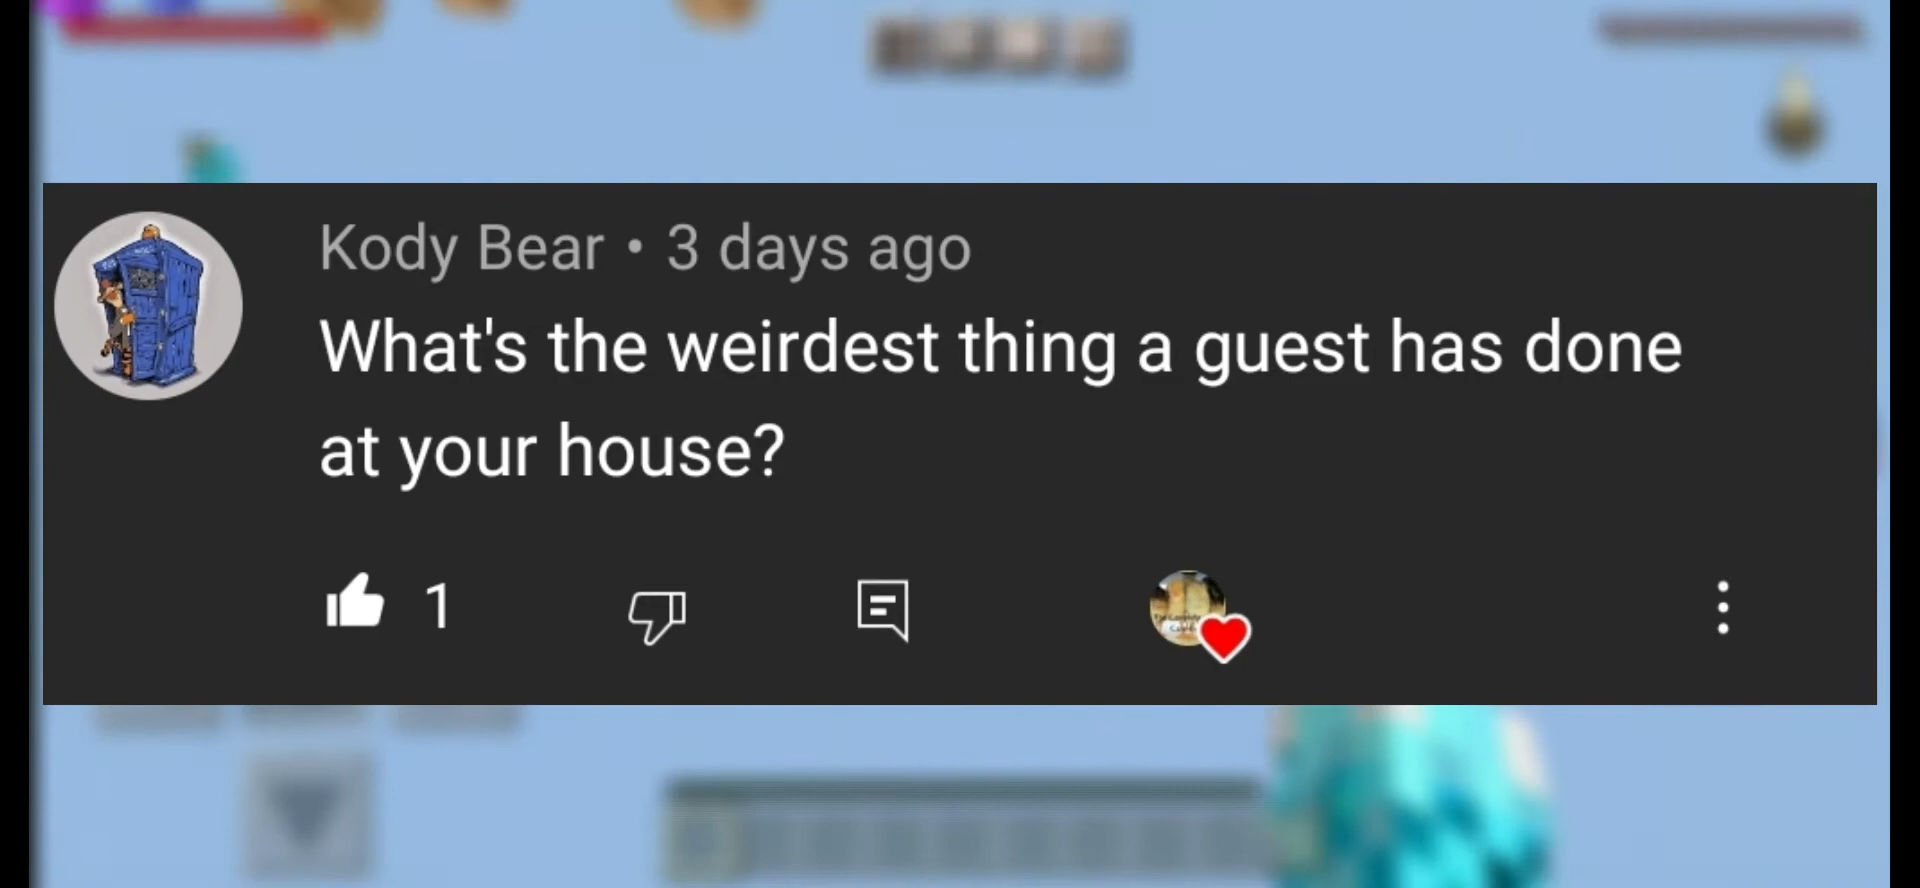 Kody Bear • 3 days ago
What's the weirdest thing a guest has done
at your house?
1